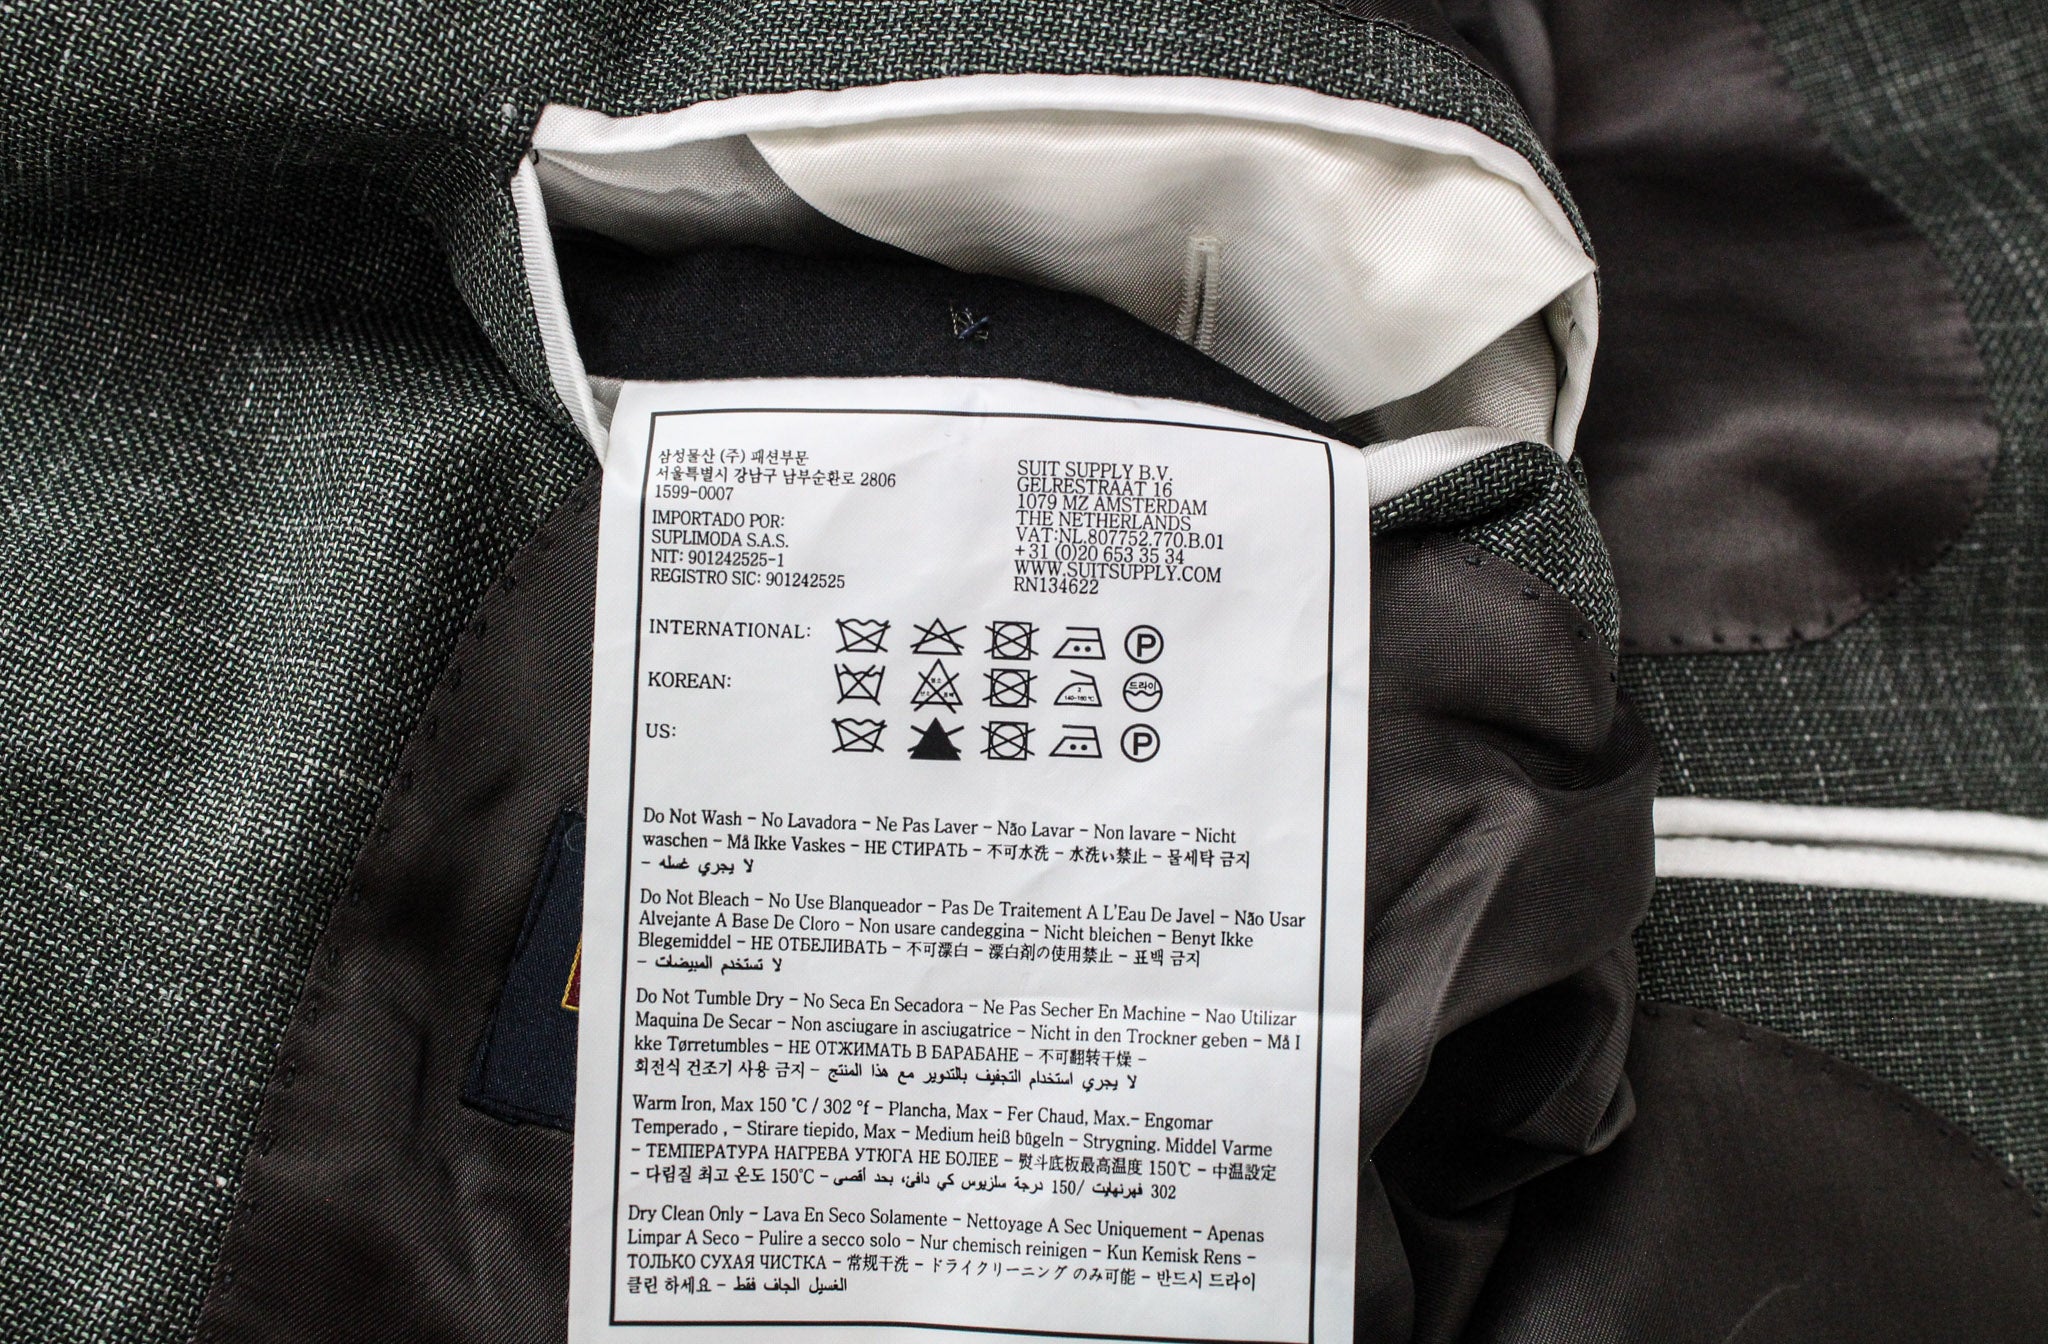 삼성물산 (주) 패션부문
서울특별시 강남구 남부순환로 2806
1599-0007
IMPORTADO POR:
SUPLIMODA S.A.S.
NIT: 901242525-1
REGISTRO SIC: 901242525
SUIT SUPPLY B.V.
GELRESTRAAT 16
1079 MZ AMSTERDAM
THE NETHERLANDS
VAT:NL.807752.770.B.01
+31 (0)20 653 35 34
WWW.SUITSUPPLY.COM
RN134622
INTERNATIONAL:
P
KOREAN:
2
140~160 ℃
드라이
US:
P
Do Not Wash - No Lavadora - Ne Pas Laver - Não Lavar - Non lavare - Nicht
waschen - Må Ikke Vaskes - НЕ СТИРАТЬ - 不可水洗 - 水洗い禁止 - 물세탁 금지
- لا يجري غسله
Do Not Bleach - No Use Blanqueador - Pas De Traitement A L'Eau De Javel - Não Usar
Alvejante A Base De Cloro - Non usare candeggina - Nicht bleichen - Benyt Ikke
Blegemiddel - НЕ ОТБЕЛИВАТЬ - 不可漂白 - 漂白剤の使用禁止 - 표백 금지
- لا تستخدم المبيضات
Do Not Tumble Dry - No Seca En Secadora - Ne Pas Secher En Machine - Nao Utilizar
Maquina De Secar - Non asciugare in asciugatrice - Nicht in den Trockner geben - Må I
kke Tørretumbles - НЕ ОТЖИМАТЬ В БАРАБАНЕ - 不可翻转干燥 -
회전식 건조기 사용 금지 - لا يجري استخدام التجفيف بالتدوير مع هذا المنتج
Warm Iron, Max 150 °C / 302 °f - Plancha, Max - Fer Chaud, Max.- Engomar
Temperado , - Stirare tiepido, Max - Medium heiß bügeln - Strygning. Middel Varme
- ТЕМПЕРАТУРА НАГРЕВА УТЮГА НЕ БОЛЕЕ - 熨斗底板最高温度 150℃ - 中温設定
- 다림질 최고 온도 150°C - كي دافئ، بحد أقصى 150 درجة سلزيوس/ 302 فهرنهايت
Dry Clean Only - Lava En Seco Solamente - Nettoyage A Sec Uniquement - Apenas
Limpar A Seco - Pulire a secco solo - Nur chemisch reinigen - Kun Kemisk Rens -
ТОЛЬКО СУХАЯ ЧИСТКА - 常规干洗 - ドライクリーニング のみ可能 - 반드시 드라이
클린 하세요 - الغسيل الجاف فقط